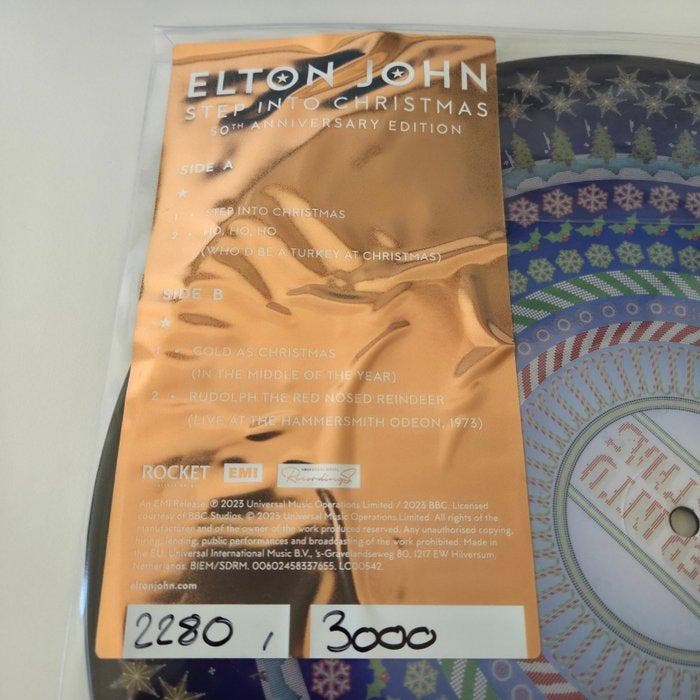 ELTON JOHN
STEP INTO CHRISTMAS
50TH ANNIVERSARY EDITION
SIDE A
1 • STEP INTO CHRISTMAS
2 • HO, HO, HO
(WHO'D BE A TURKEY AT CHRISTMAS)
SIDE B
1 • COLD AS CHRISTMAS
(IN THE MIDDLE OF THE YEAR)
2 • RUDOLPH THE RED NOSED REINDEER
(LIVE AT THE HAMMERSMITH ODEON, 1973)
ROCKET EMI Recordings
An EMI Release. ℗ 2023 Universal Music Operations Limited / 2023 BBC. Licensed
courtesy of BBC Studios. © 2023 Universal Music Operations Limited. All rights of the
manufacturer and of the owner of the work produced reserved. Any unauthorised copying,
hiring, lending, public performances and broadcasting of the work prohibited. Made in
the EU. Universal International Music B.V., 's-Gravelandseweg 80, 1217 EW Hilversum,
Netherlands. BIEM/SDRM. 00602458337655. LC00542.
eltonjohn.com
2280 / 3000